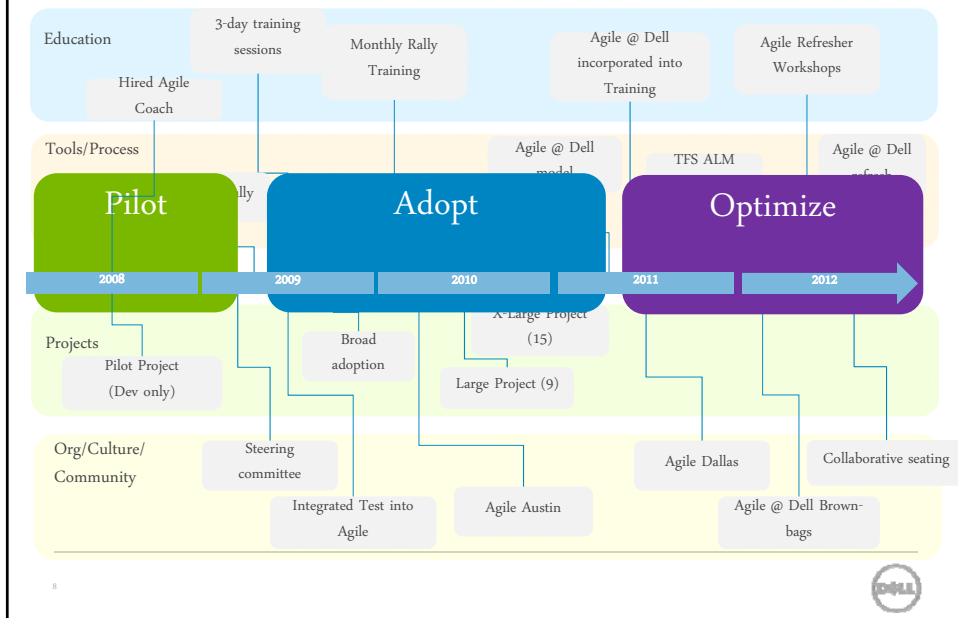 Education
3-day training
sessions
Monthly Rally
Training
Agile @ Dell
incorporated into
Training
Agile Refresher
Workshops
Hired Agile
Coach
Tools/Process
Agile @ Dell
model
TFS ALM
Agile @ Dell
refresh
Pilot
Adopt
Optimize
2008
2009
2010
2011
2012
Projects
Pilot Project
(Dev only)
Broad
adoption
X-Large Project
(15)
Large Project (9)
Org/Culture/
Community
Steering
committee
Integrated Test into
Agile
Agile Austin
Agile Dallas
Agile @ Dell Brown-
bags
Collaborative seating
8
DELL